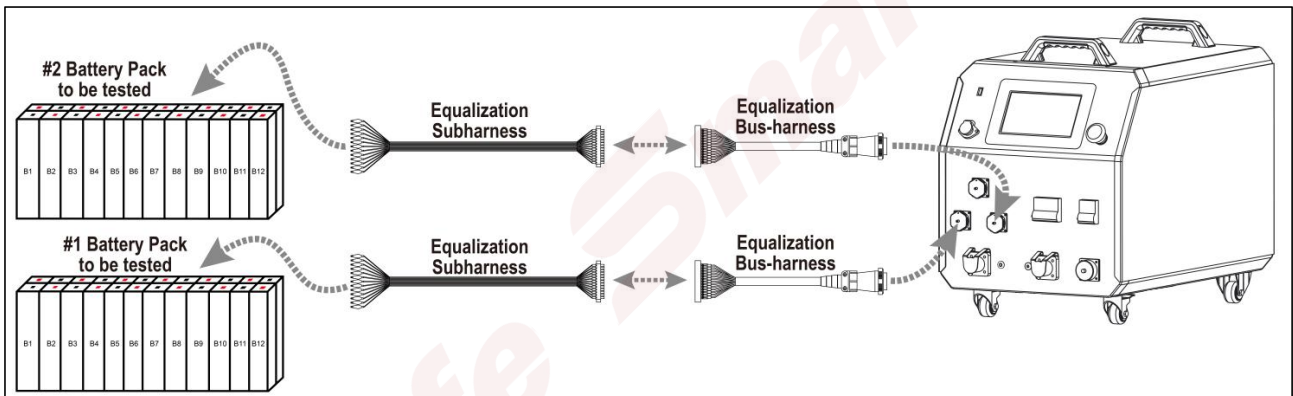 #2 Battery Pack
to be tested
B1 B2 B3 B4 B5 B6 B7 B8 B9 B10 B11 B12
Equalization
Subharness
Equalization
Bus-harness
#1 Battery Pack
to be tested
B1 B2 B3 B4 B5 B6 B7 B8 B9 B10 B11 B12
Equalization
Subharness
Equalization
Bus-harness